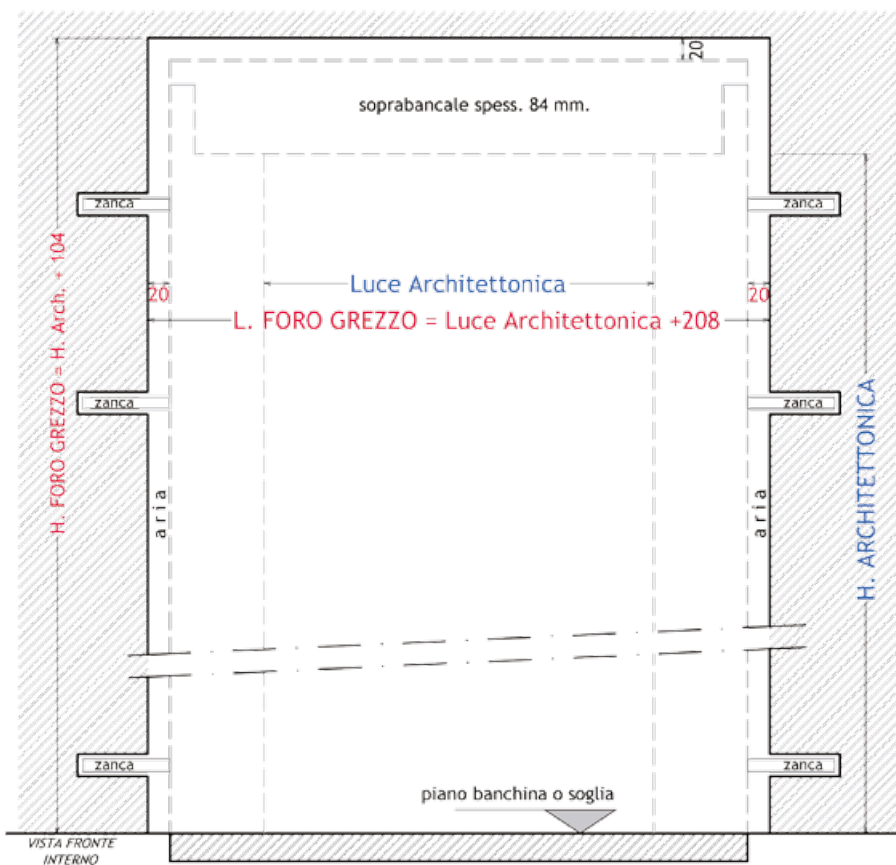 20
soprabancale spess. 84 mm.
zanca
zanca
Luce Architettonica
20
20
L. FORO GREZZO = Luce Architettonica +208
H. FORO GREZZO = H. Arch. + 104
zanca
zanca
H. ARCHITETTONICA
aria
aria
zanca
zanca
piano banchina o soglia
VISTA FRONTE
INTERNO